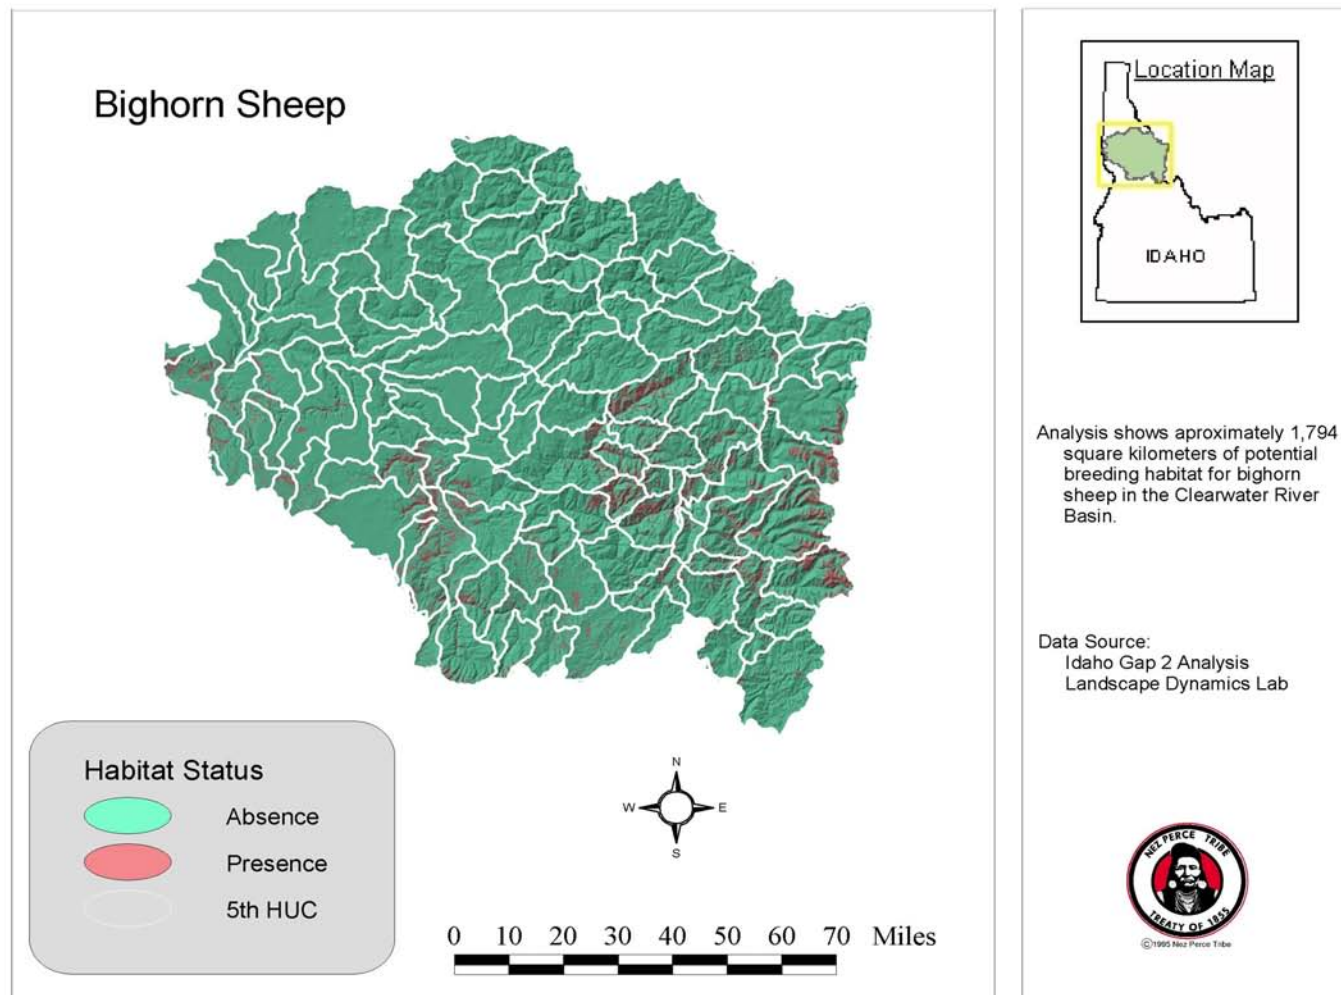 Bighorn Sheep
Location Map
IDAHO
Analysis shows aproximately 1,794
square kilometers of potential
breeding habitat for bighorn
sheep in the Clearwater River
Basin.
Data Source:
Idaho Gap 2 Analysis
Landscape Dynamics Lab
Habitat Status
Absence
Presence
5th HUC
N
W E
S
0 10 20 30 40 50 60 70 Miles
NEZ PERCE TRIBE
TREATY OF 1855
©1995 Nez Perce Tribe